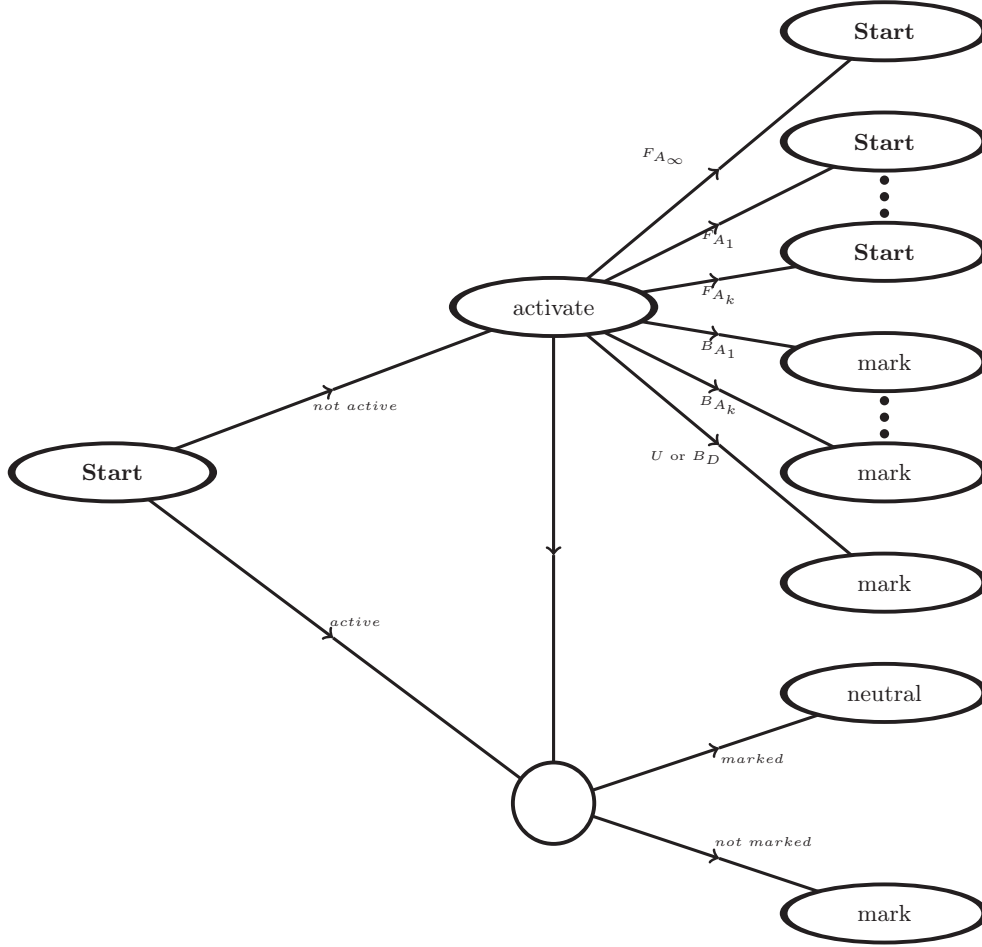 Start
Start
F_{A_∞}
F_{A_1}
Start
F_{A_k}
activate
B_{A_1}
mark
not active
B_{A_k}
U or B_D
Start
mark
mark
active
neutral
marked
not marked
mark